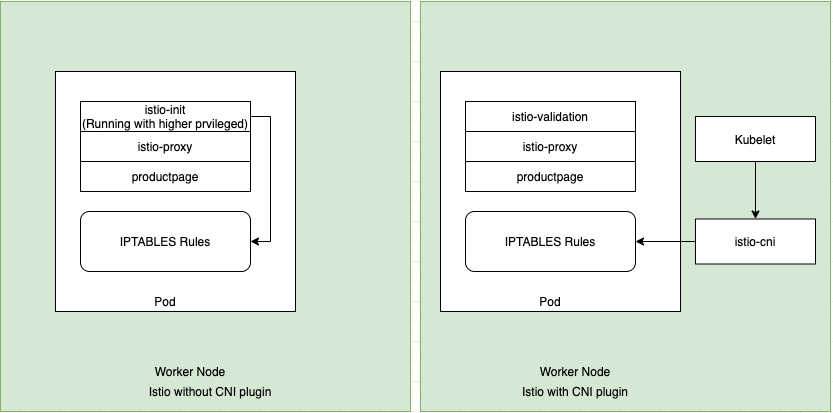 istio-init
(Running with higher prvileged)
istio-proxy
productpage
IPTABLES Rules
Pod
Worker Node
Istio without CNI plugin
istio-validation
istio-proxy
productpage
IPTABLES Rules
Pod
Kubelet
istio-cni
Worker Node
Istio with CNI plugin